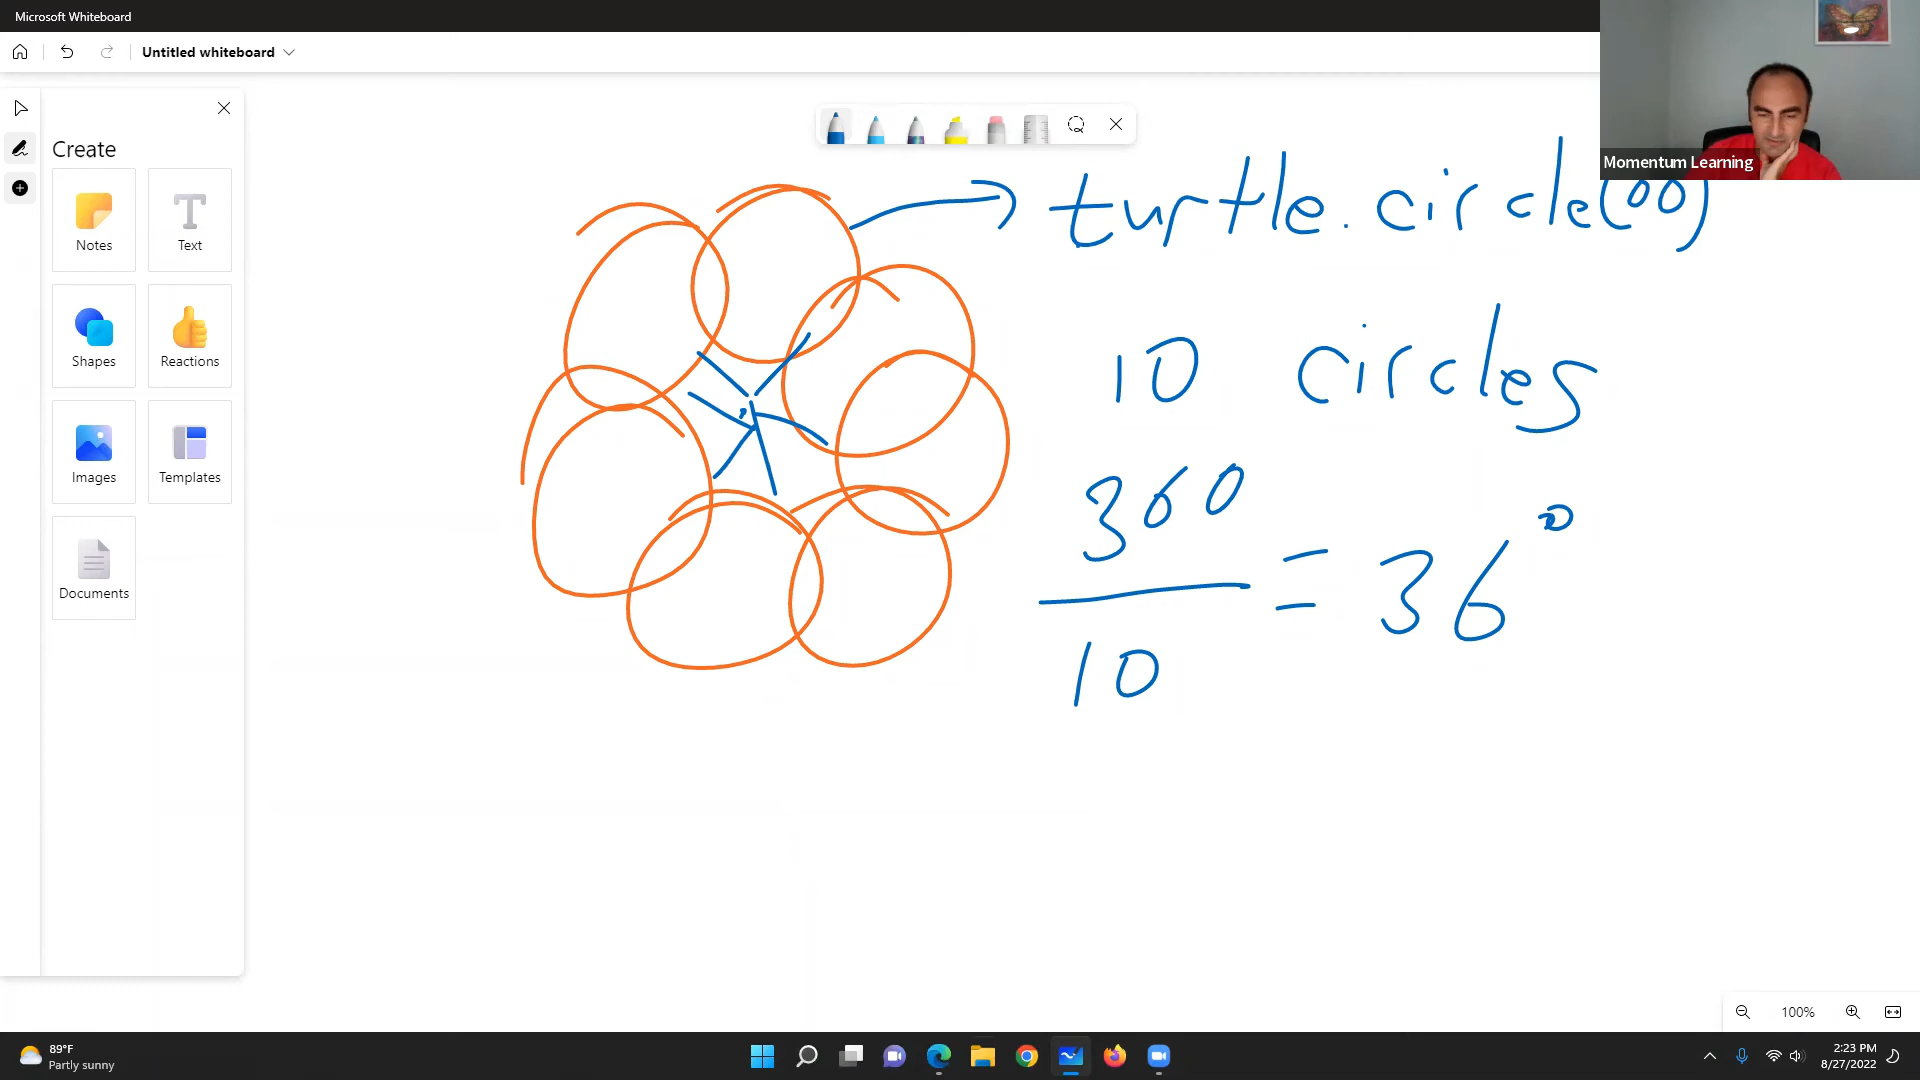 Microsoft Whiteboard
Untitled whiteboard
Momentum Learning
Create
Notes
Text
Shapes
Reactions
Images
Templates
Documents
turtle.circle(00)
10 circles
360
10
= 36°
100%
89°F
Partly sunny
2:23 PM
8/27/2022